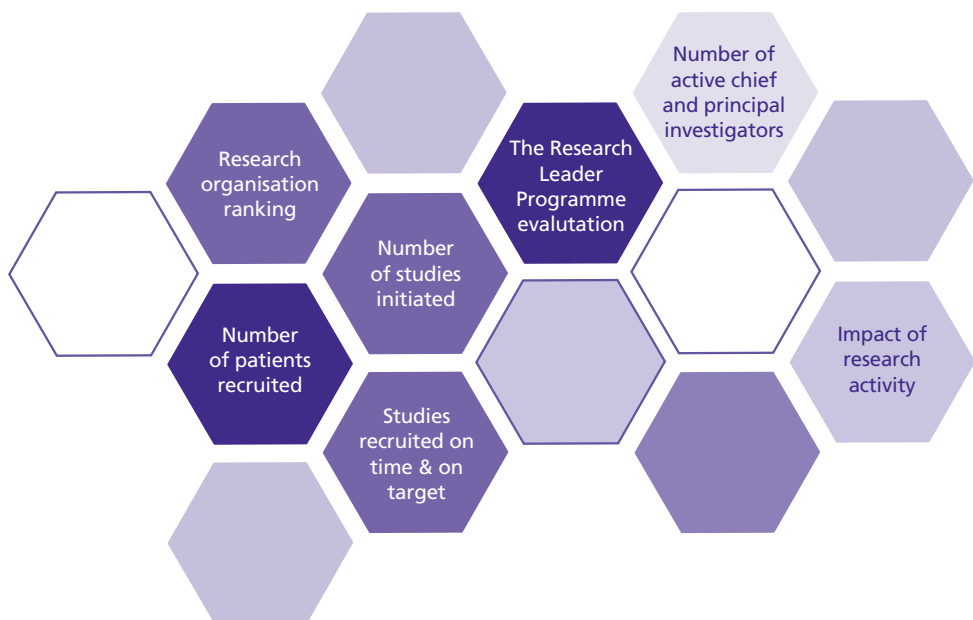 Number of
active chief
and principal
investigators
The Research
Leader
Programme
evalutation
Research
organisation
ranking
Number
of studies
initiated
Number
of patients
recruited
Impact of
research
activity
Studies
recruited on
time & on
target